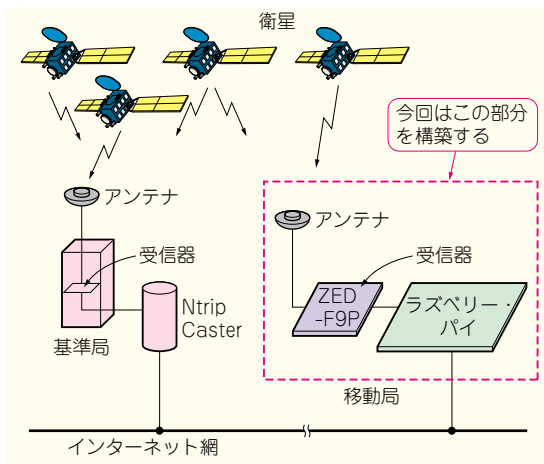 衛星
今回はこの部分
を構築する
アンテナ
受信器
Ntrip
Caster
基準局
アンテナ
受信器
ZED
-F9P
ラズベリー・
パイ
移動局
インターネット網